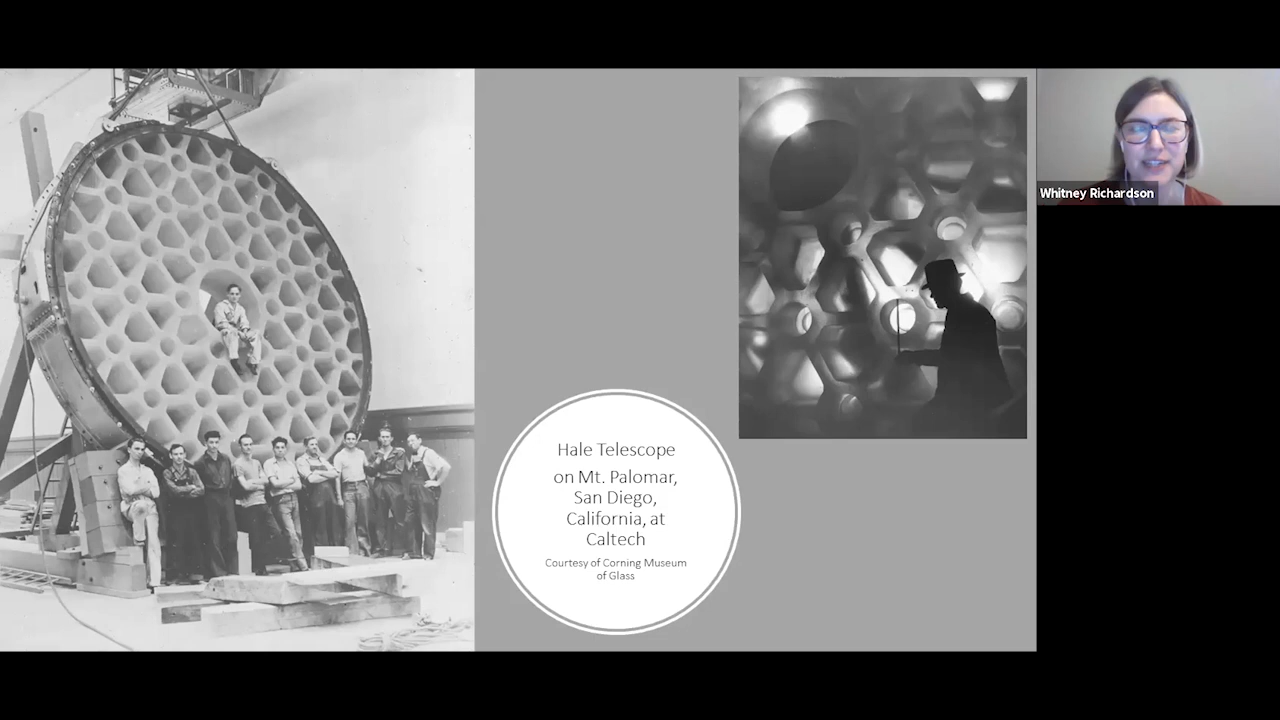 Hale Telescope
on Mt. Palomar,
San Diego,
California, at
Caltech
Courtesy of Corning Museum
of Glass
Whitney Richardson